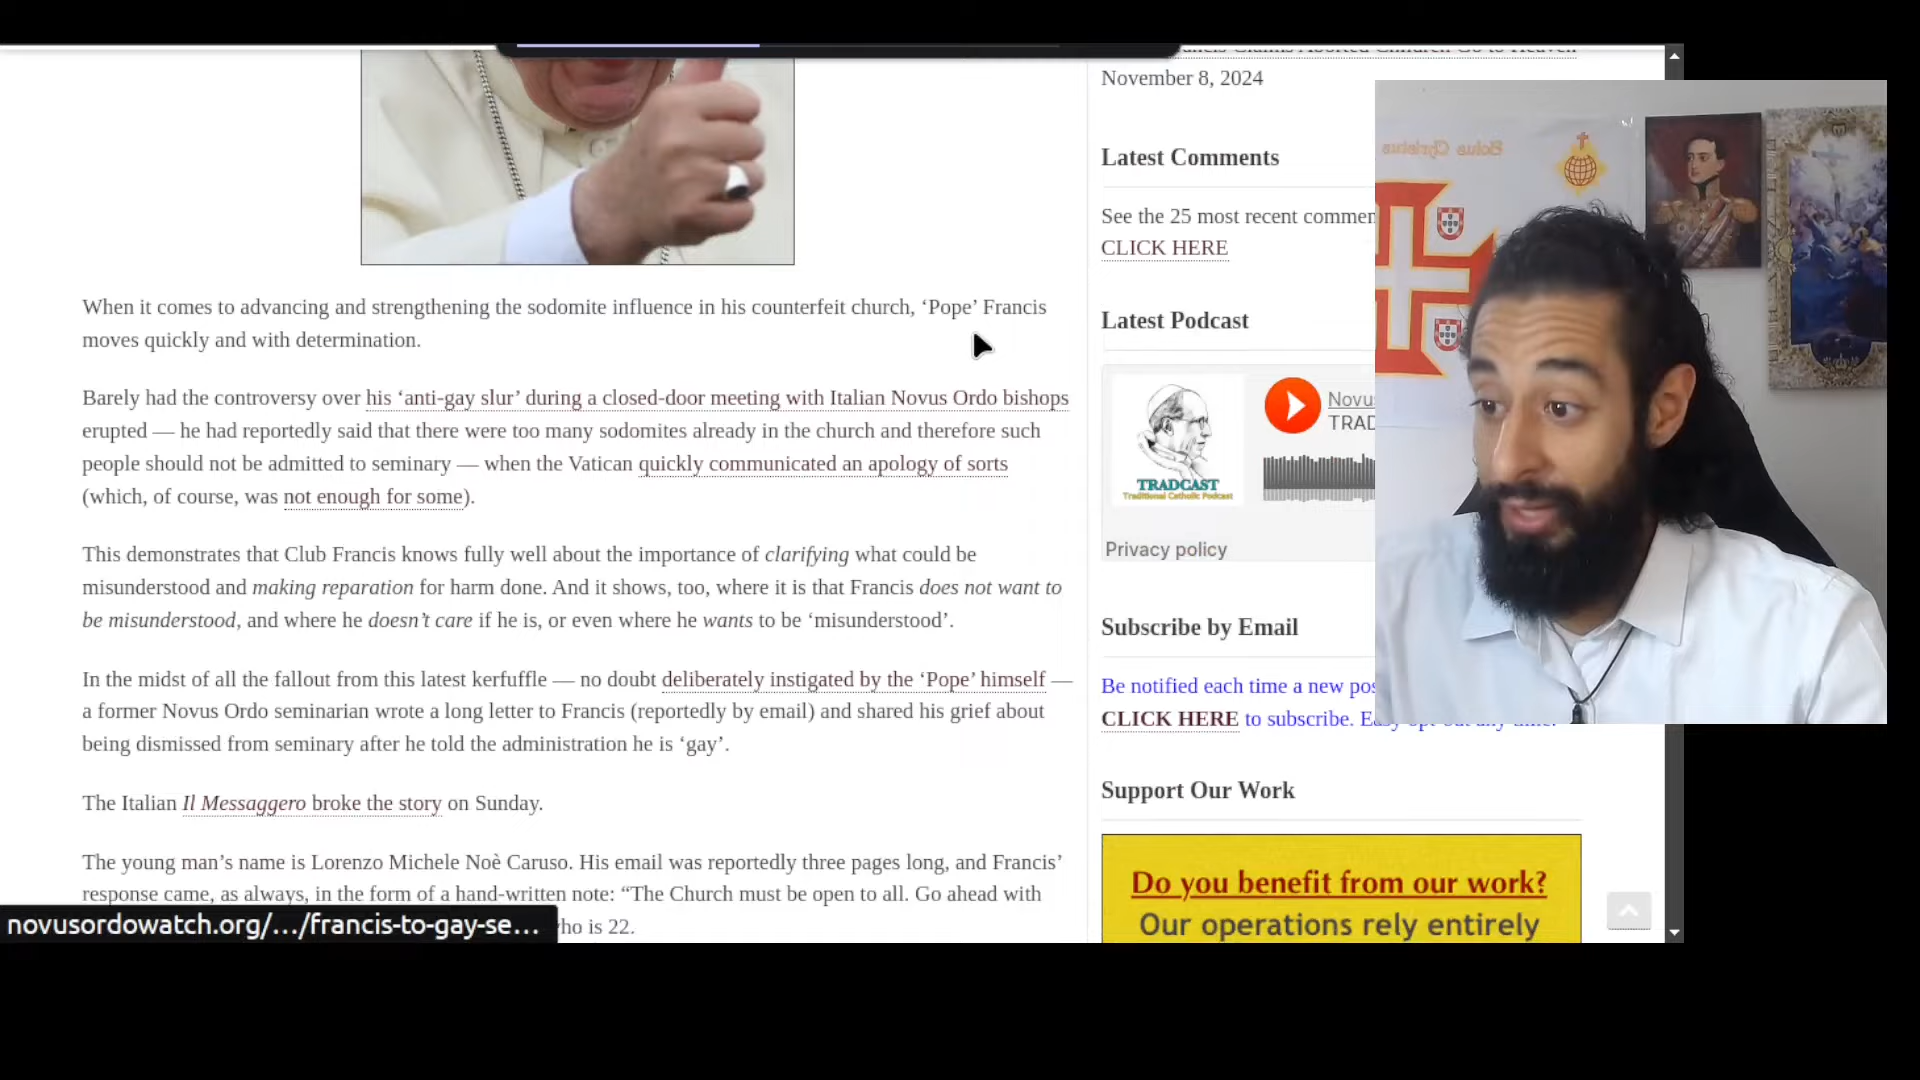 When it comes to advancing and strengthening the sodomite influence in his counterfeit church, ‘Pope’ Francis
moves quickly and with determination.
Barely had the controversy over his ‘anti-gay slur’ during a closed-door meeting with Italian Novus Ordo bishops
erupted — he had reportedly said that there were too many sodomites already in the church and therefore such
people should not be admitted to seminary — when the Vatican quickly communicated an apology of sorts
(which, of course, was not enough for some).
This demonstrates that Club Francis knows fully well about the importance of clarifying what could be
misunderstood and making reparation for harm done. And it shows, too, where it is that Francis does not want to
be misunderstood, and where he doesn’t care if he is, or even where he wants to be ‘misunderstood’.
In the midst of all the fallout from this latest kerfuffle — no doubt deliberately instigated by the ‘Pope’ himself —
a former Novus Ordo seminarian wrote a long letter to Francis (reportedly by email) and shared his grief about
being dismissed from seminary after he told the administration he is ‘gay’.
The Italian Il Messaggero broke the story on Sunday.
The young man’s name is Lorenzo Michele Noè Caruso. His email was reportedly three pages long, and Francis’
response came, as always, in the form of a hand-written note: “The Church must be open to all. Go ahead with
who is 22.
novusordowatch.org/…/francis-to-gay-se…
Claims Aborted Children Go to Heaven
November 8, 2024
Latest Comments
See the 25 most recent
CLICK HERE
Latest Podcast
TRADCAST
Traditional Catholic Podcast
Privacy policy
Subscribe by Email
Be notified each time a new
CLICK HERE to subscribe.
Support Our Work
Do you benefit from our work?
Our operations rely entirely